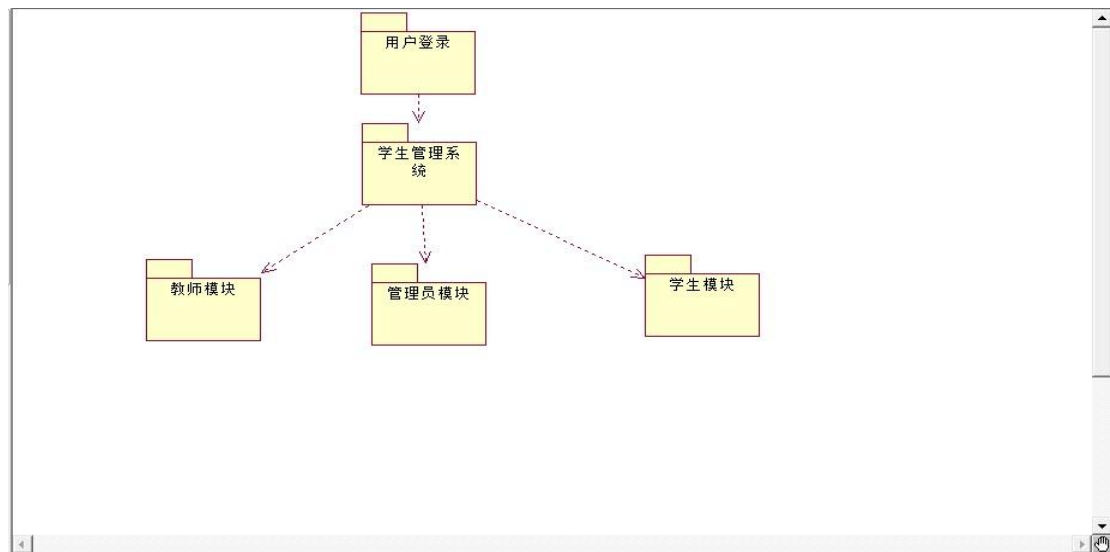 用户登录
学生管理系
统
教师模块
管理员模块
学生模块